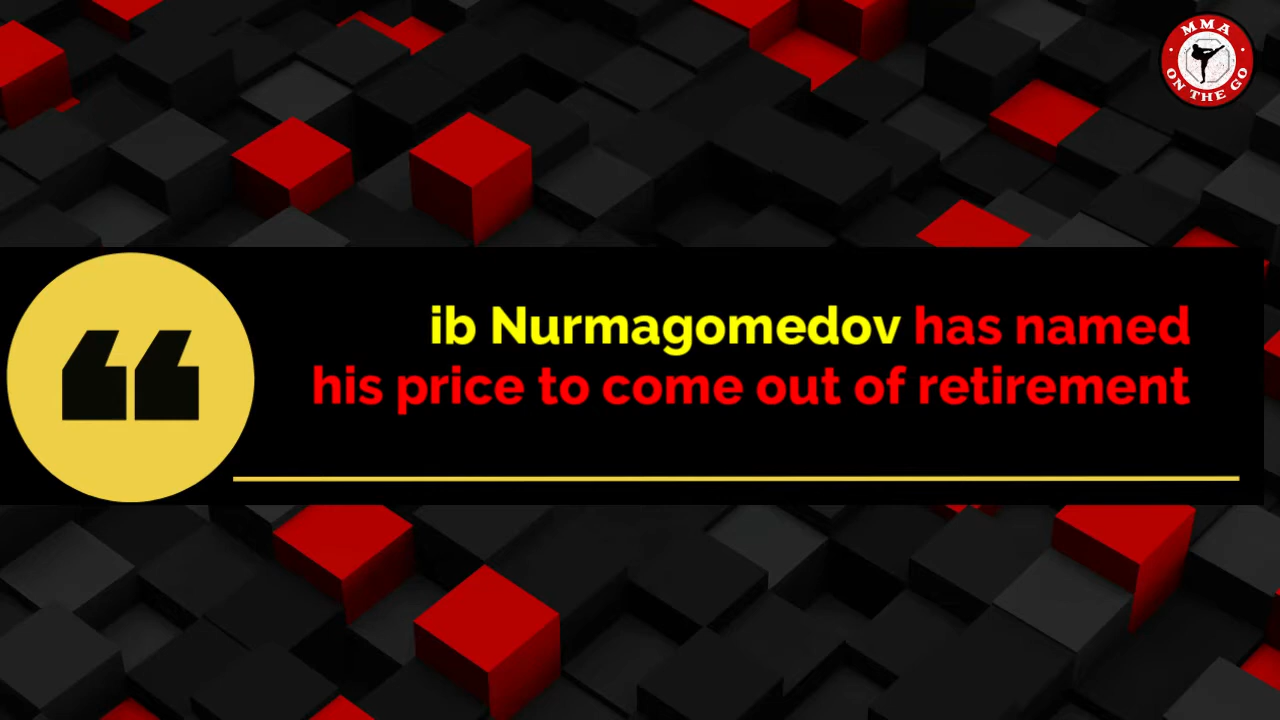 MMA
ON THE GO
ib Nurmagomedov has named
his price to come out of retirement